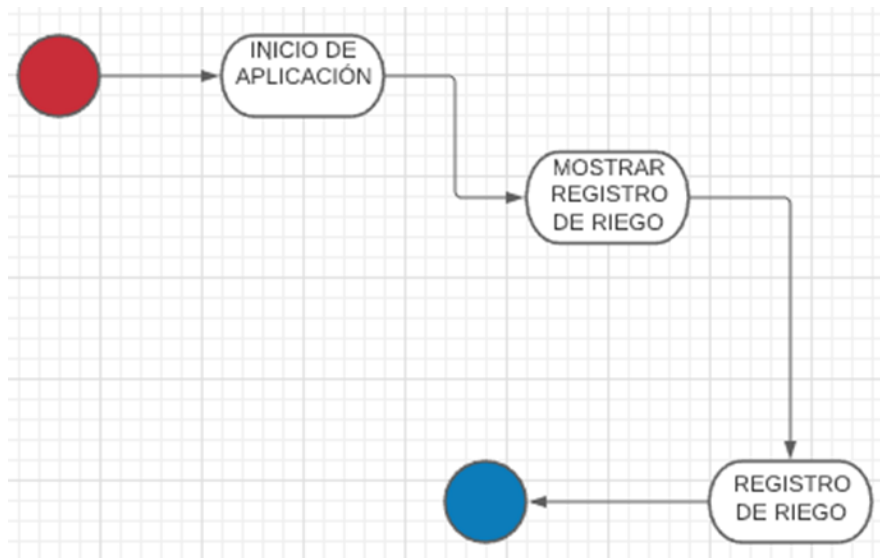 INICIO DE
APLICACIÓN
MOSTRAR
REGISTRO
DE RIEGO
REGISTRO
DE RIEGO